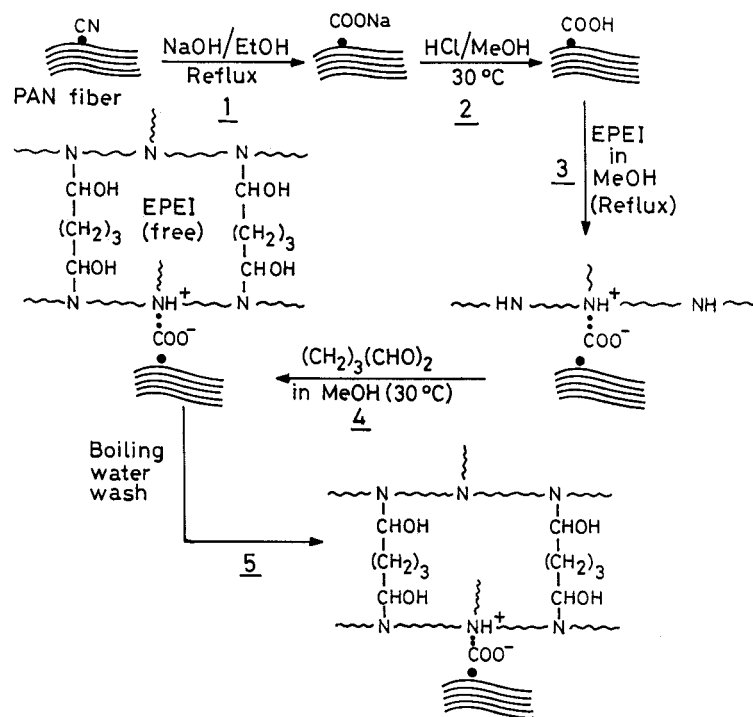 CN
PAN fiber
NaOH/EtOH
Reflux
1
COONa
HCl/MeOH
30 °C
2
COOH
EPEI
in
MeOH
(Reflux)
3
HN NH+ NH
COO−
(CH2)3(CHO)2
in MeOH (30 °C)
4
N N N
CHOH CHOH
EPEI
(free)
(CH2)3 (CH2)3
CHOH CHOH
N NH+ N
COO−
Boiling
water
wash
5
N N N
CHOH CHOH
(CH2)3 (CH2)3
CHOH CHOH
N NH+ N
COO−